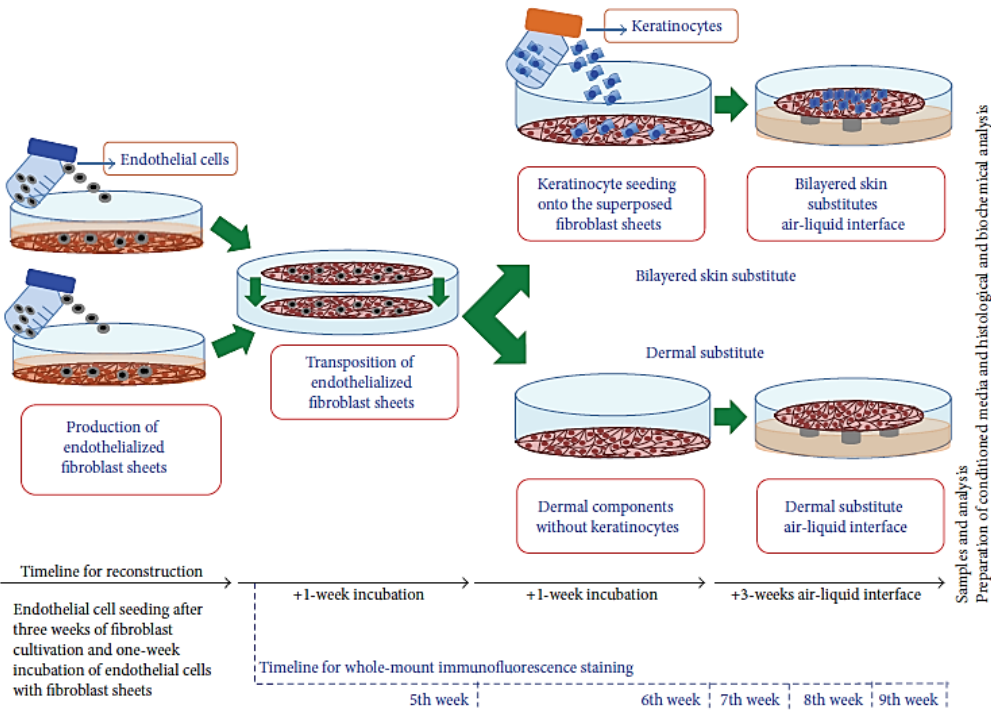 Keratinocytes
Endothelial cells
Keratinocyte seeding
onto the superposed
fibroblast sheets
Bilayered skin
substitutes
air-liquid interface
Bilayered skin substitute
Transposition of
endothelialized
fibroblast sheets
Dermal substitute
Production of
endothelialized
fibroblast sheets
Dermal components
without keratinocytes
Dermal substitute
air-liquid interface
Samples and analysis
Preparation of conditioned media and histological and biochemical analysis
Timeline for reconstruction
+1-week incubation
+1-week incubation
+3-weeks air-liquid interface
Endothelial cell seeding after
three weeks of fibroblast
cultivation and one-week
incubation of endothelial cells
with fibroblast sheets
Timeline for whole-mount immunofluorescence staining
5th week
6th week
7th week
8th week
9th week